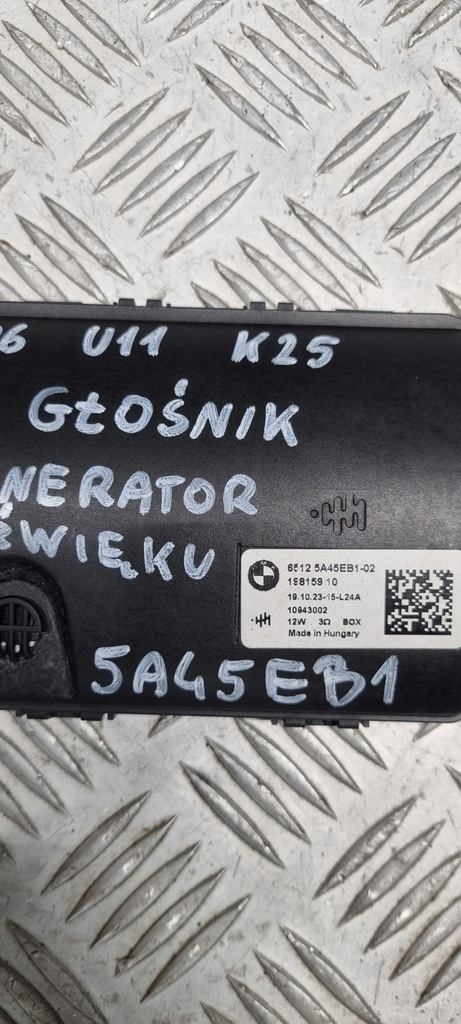 U11 K25
GŁOŚNIK
NERATOR
WIĘKU
6512 5A45EB1-02
198159 10
19.10.23-15-L24A
10943002
12W 3Ω BOX
Made in Hungary
5A45EB1